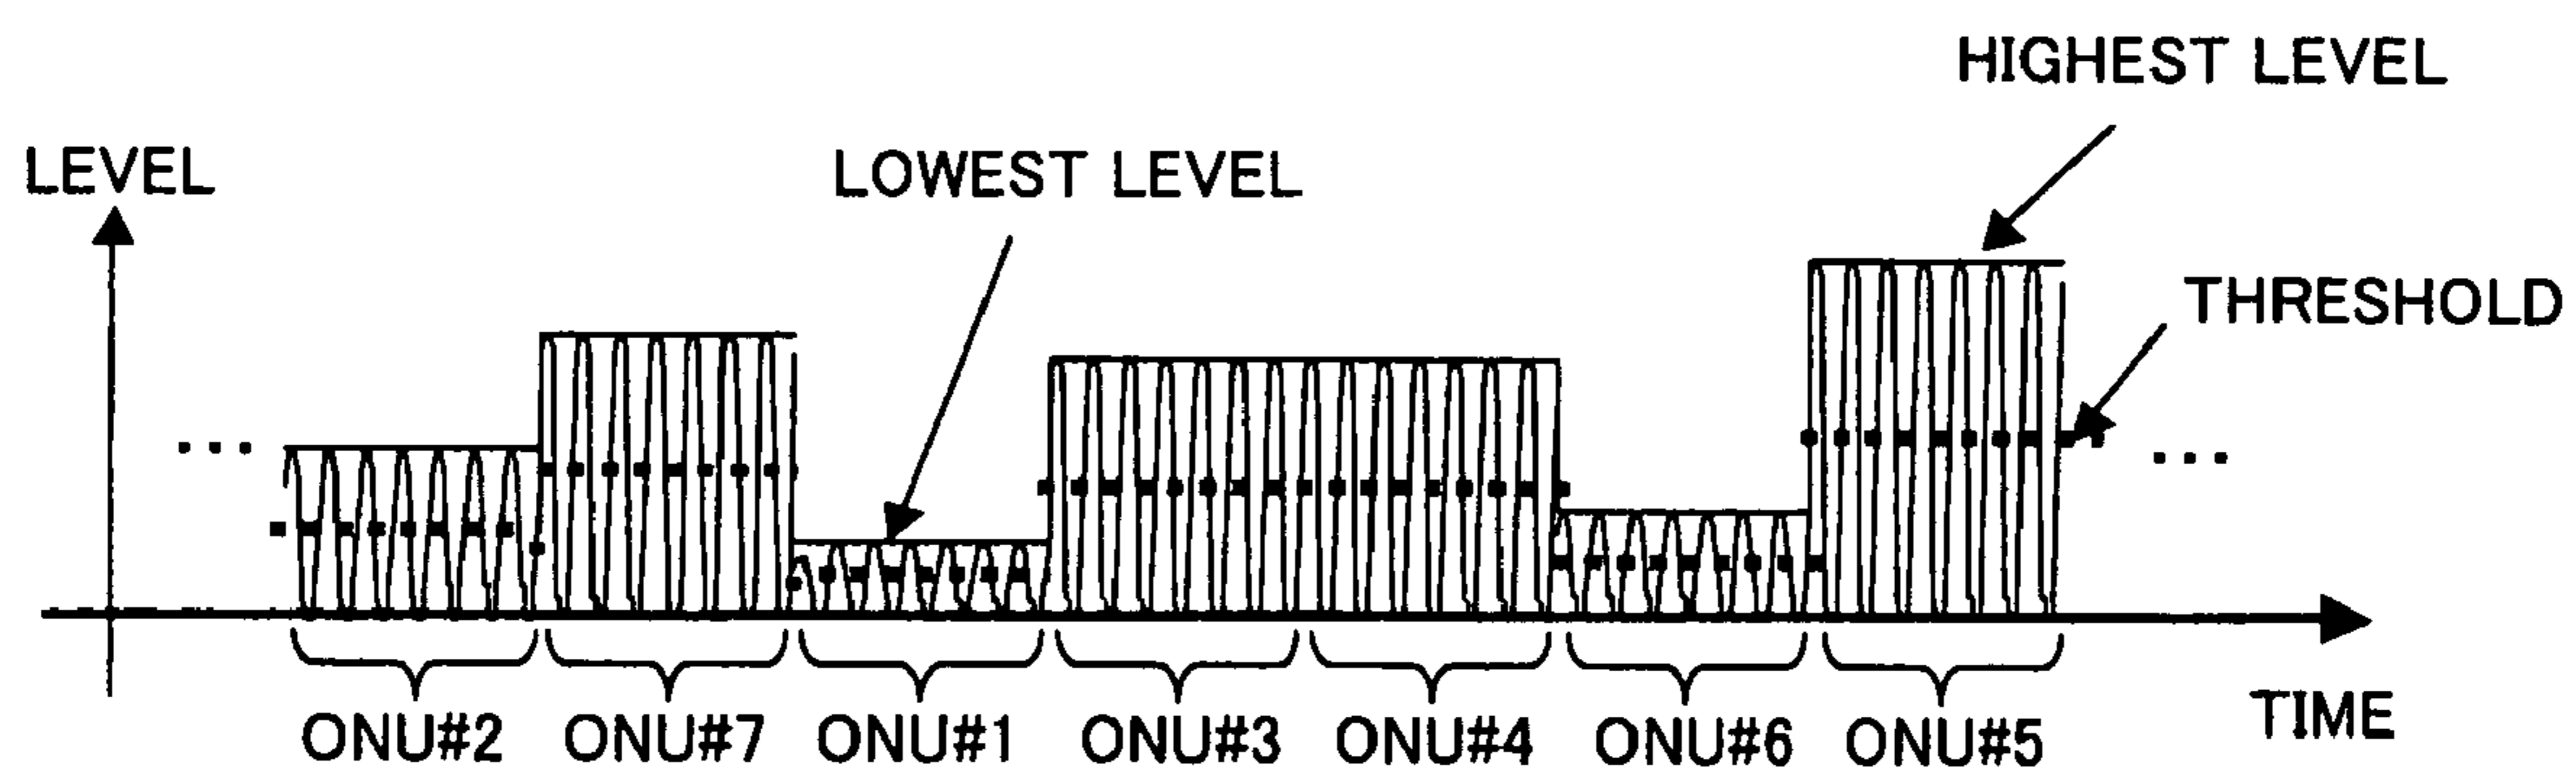 HIGHEST LEVEL
LEVEL
LOWEST LEVEL
THRESHOLD
... ...
ONU#2 ONU#7 ONU#1 ONU#3 ONU#4 ONU#6 ONU#5
TIME